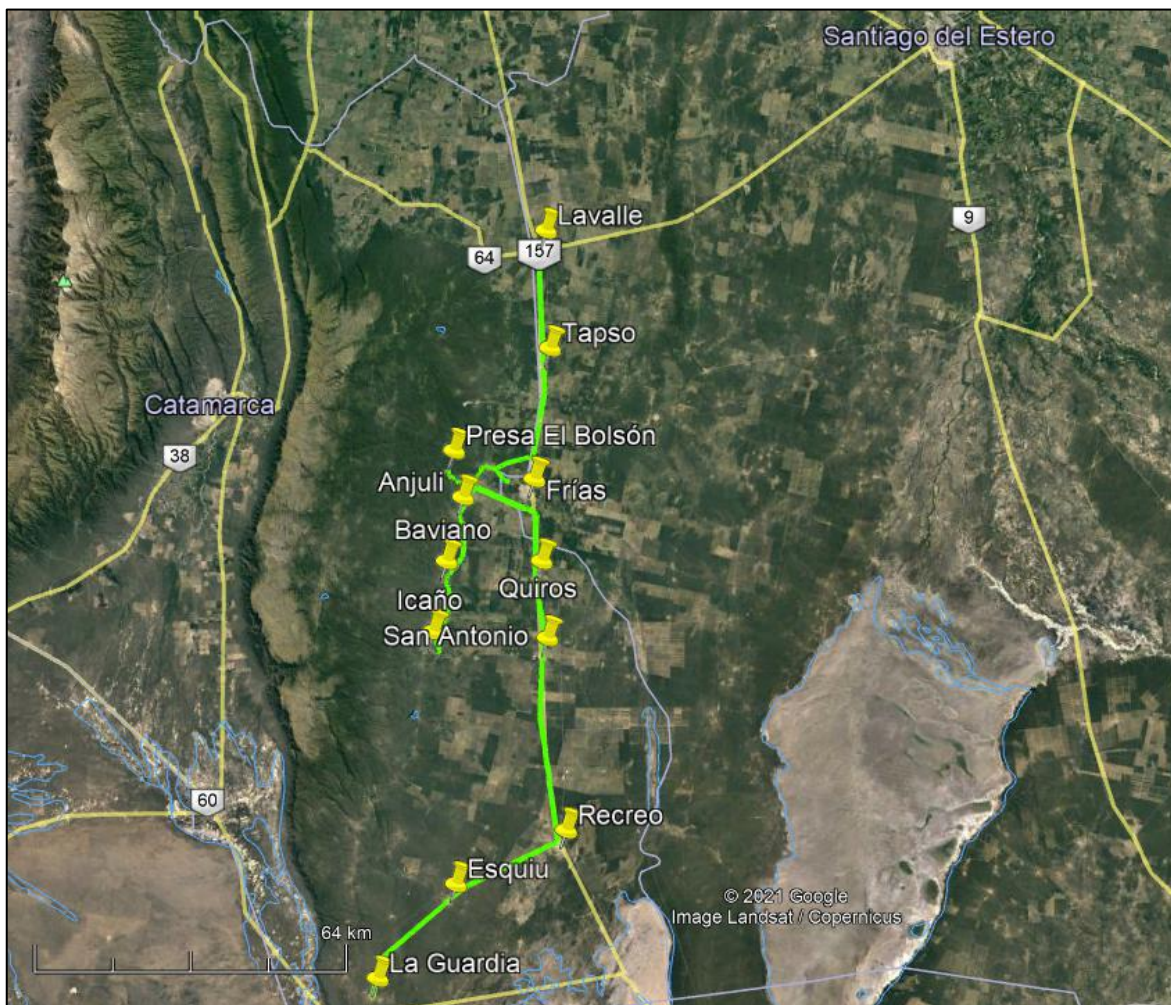 Santiago del Estero
Lavalle
9
64
157
Tapso
Catamarca
Presa El Bolsón
38
Anjuli
Frías
Baviano
Quiros
Icaño
San Antonio
60
Recreo
Esquiu
© 2021 Google
Image Landsat / Copernicus
64 km
La Guardia